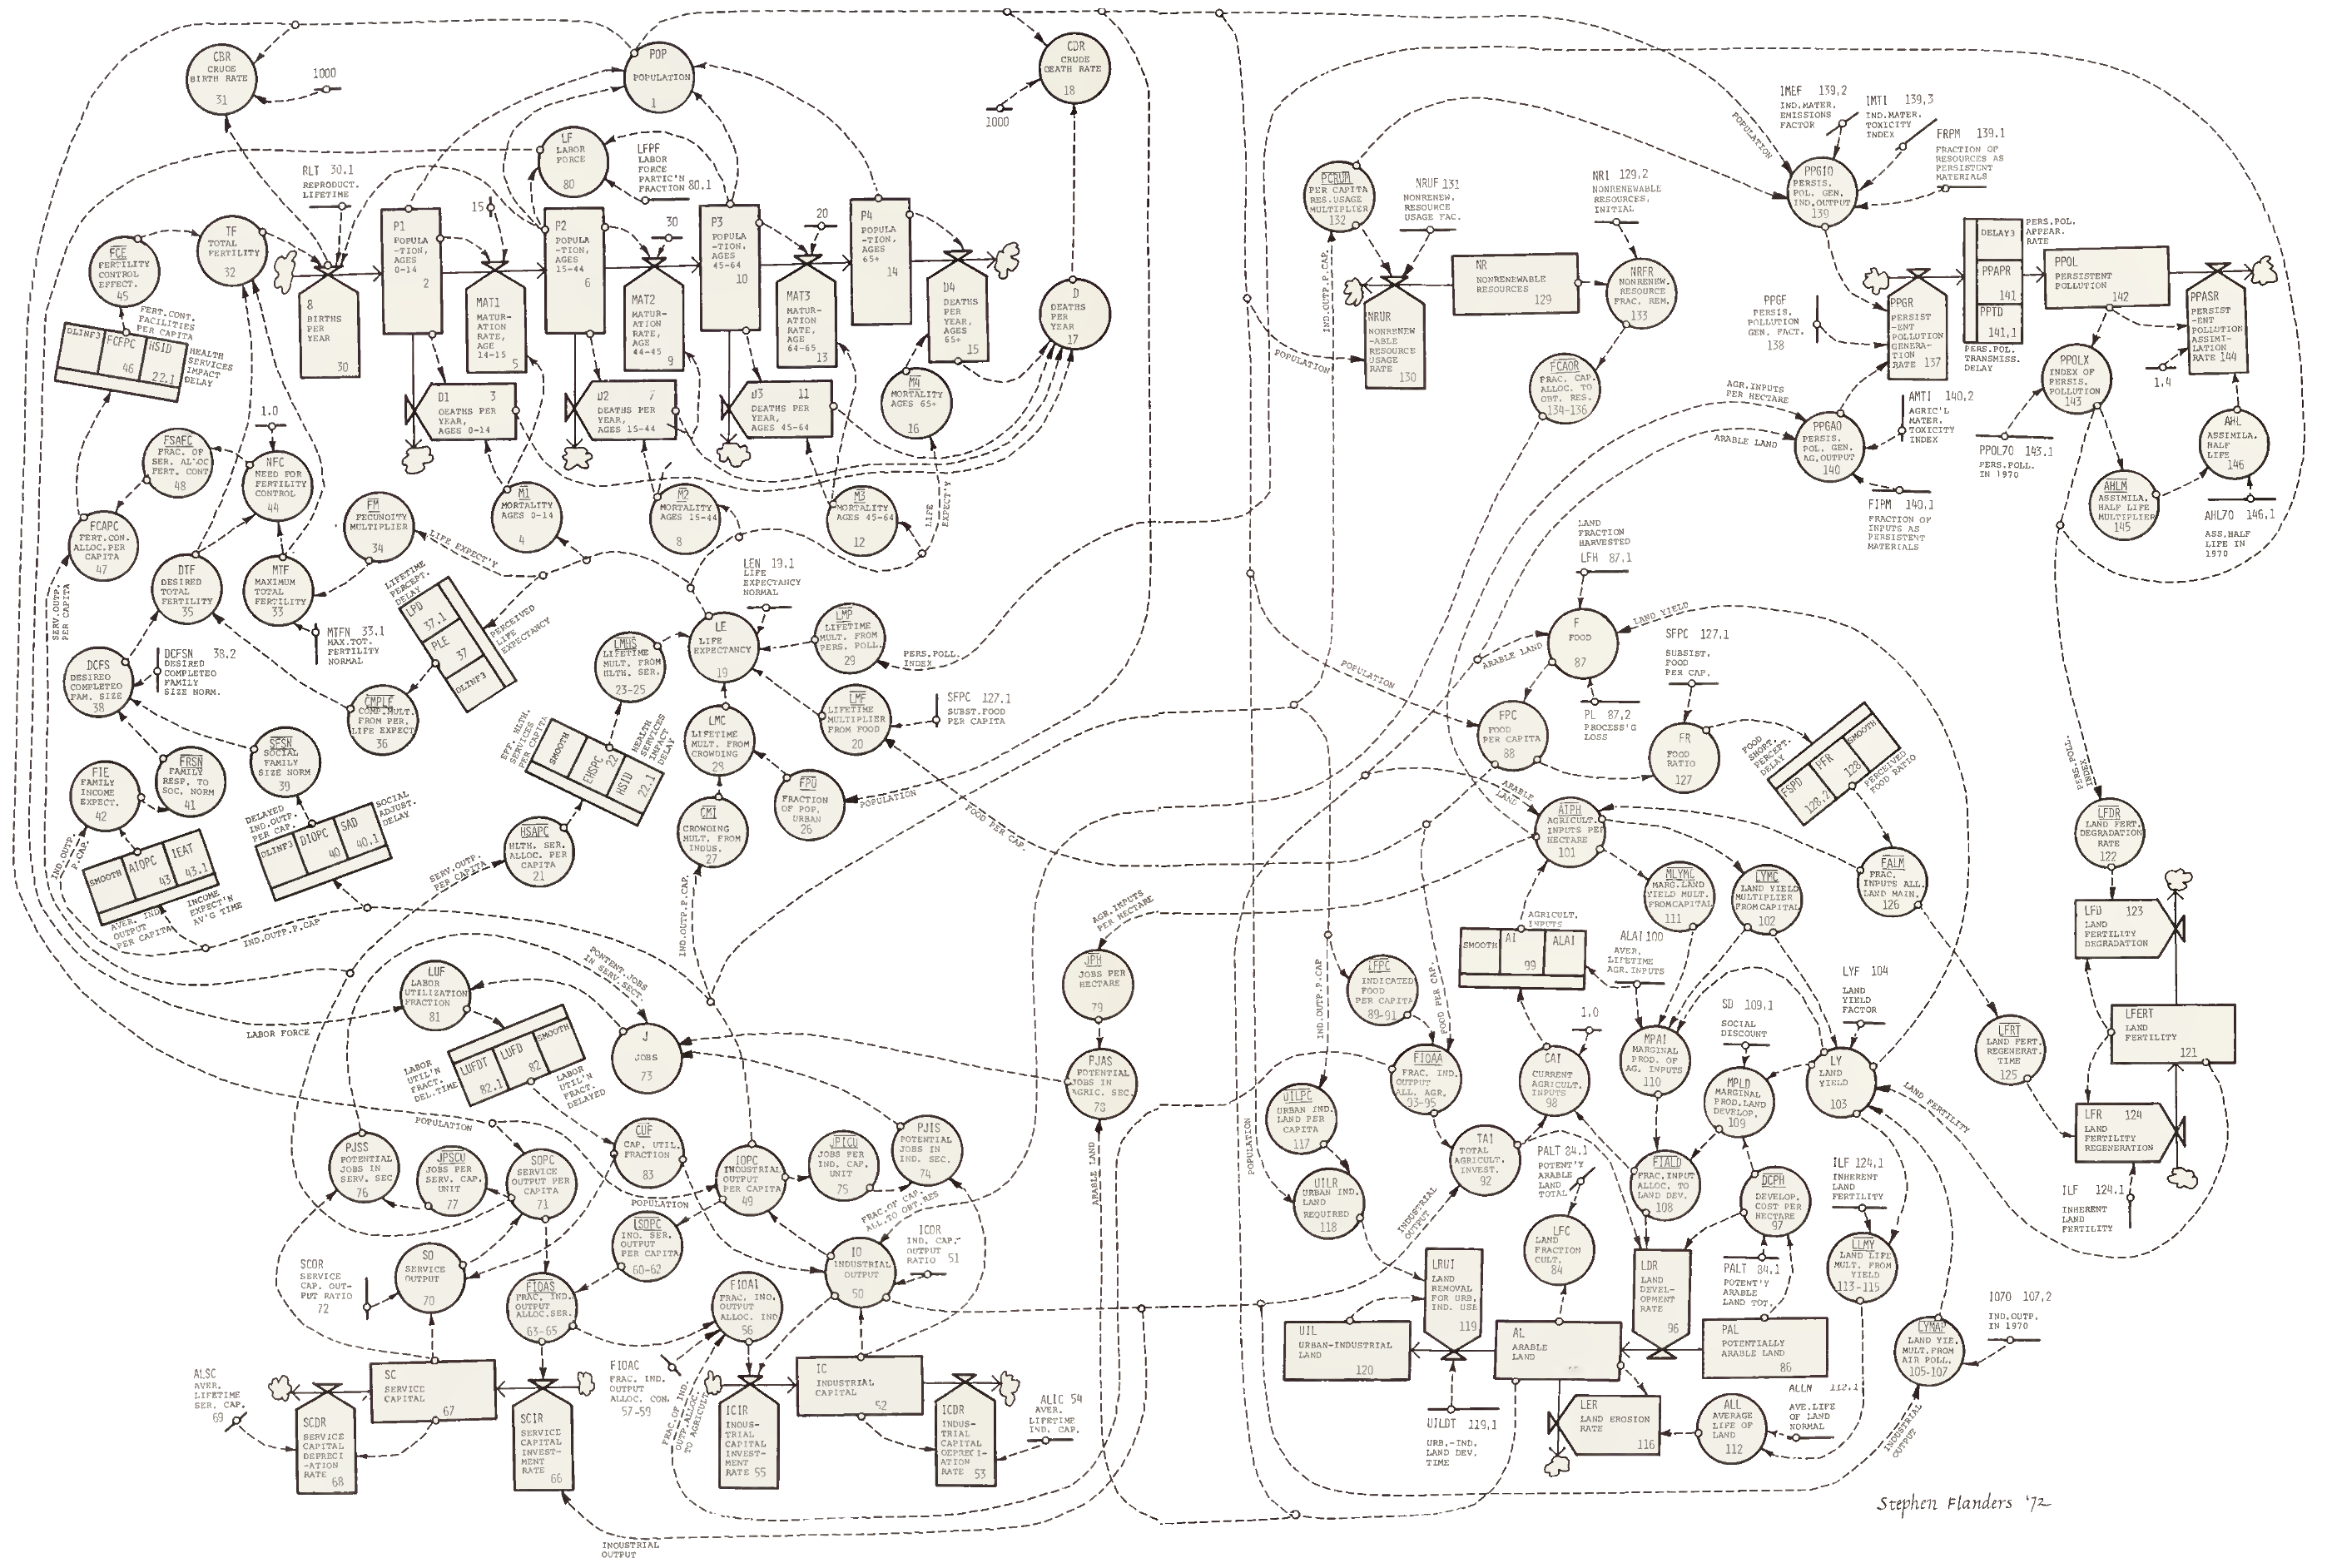 CBR
CRUDE
BIRTH RATE
31
1000
POP
POPULATION
1
CDR
CRUDE
DEATH RATE
18
1000
LF
LABOR
FORCE
80
LFPF
LABOR
FORCE
PARTIC'N
FRACTION 80.1
RLT 30.1
REPRODUCT.
LIFETIME
FCE
FERTILITY
CONTROL
EFFECT.
45
TF
TOTAL
FERTILITY
32
BIRTHS
PER
YEAR
30
P1
POPULA
-TION,
AGES
0-14
2
15
MAT1
MATUR-
ATION
RATE,
AGE
14-15
5
P2
POPULA
-TION,
AGES
15-44
6
30
MAT2
MATUR-
ATION
RATE,
AGE
44-45
9
P3
POPULA
-TION,
AGES
45-64
10
20
MAT3
MATUR-
ATION
RATE,
AGE
64-65
13
P4
POPULA
-TION,
AGES
65+
14
D4
DEATHS
PER
YEAR,
AGES
65+
15
D
DEATHS
PER
YEAR
17
D1 3
DEATHS PER
YEAR,
AGES 0-14
D2 7
DEATHS PER
YEAR,
AGES 15-44
D3 11
DEATHS PER
YEAR,
AGES 45-64
M4
MORTALITY
AGES 65+
16
FERT.CONT.
FACILITIES
PER CAPITA
DLINF3
FCFPC
46
HSID
22.1
HEALTH
SERVICES
IMPACT
DELAY
1.0
FSAFC
FRAC. OF
SER. AL'OC
FERT. CONT
48
NFC
NEED FOR
FERTILITY
CONTROL
44
FCAPC
FERT.CON.
ALLOC.PER
CAPITA
47
FM
FECUNOITY
MULTIPLIER
34
M1
MORTALITY
AGES 0-14
4
M2
MORTALITY
AGES 15-44
8
M3
MORTALITY
AGES 45-64
12
LIFE
EXPECT'Y
LIFE EXPECT'Y
DTF
DESIRED
TOTAL
FERTILITY
35
MTF
MAXIMUM
TOTAL
FERTILITY
33
MTFN 33.1
MAX.TOT.
FERTILITY
NORMAL
SERV.OUTP.
PER CAPITA
LIFETIME
PERCEPT.
DELAY
LPD
37.1
PLE
37
DLINF3
PERCEIVED
LIFE
EXPECTANCY
DCFS
DESIRED
COMPLETEO
FAM. SIZE
38
DCFSN 38.2
DESIRED
COMPLETEO
FAMILY
SIZE NORM.
CMPLE
COMP.MULT.
FROM PER.
LIFE EXPECT
36
LEN 19.1
LIFE
EXPECTANCY
NORMAL
LE
LIFE
EXPECTANCY
19
LMHS
LIFETIME
MULT. FROM
HLTH. SER.
23-25
LMP
LIFETIME
MULT. FROM
PERS. POLL.
29
PERS.POLL.
INDEX
LMF
LIFETIME
MULTIPLIER
FROM FOOD
20
SFPC 127.1
SUBST.FOOD
PER CAPITA
LMC
LIFETIME
MULT. FROM
CROWDING
28
SFSN
SOCIAL
FAMILY
SIZE NORM
39
FRSN
FAMILY
RESP. TO
SOC. NORM
41
FIE
FAMILY
INCOME
EXPECT.
42
EFF. HLTH.
SERVICES
PER CAPITA
SMOOTH
EHSPC
22
HSID
22.1
HEALTH
SERVICES
IMPACT
DELAY
FPU
FRACTION
OF POP.
URBAN
26
POPULATION
CMI
CROWDING
MULT. FROM
INDUS.
27
FOOD PER CAP.
DELAYED
IND.OUTP.
PER CAP.
DLINF3
DIOPC
40
SAD
40.1
SOCIAL
ADJUST.
DELAY
HSAPC
HLTH. SER.
ALLOC. PER
CAPITA
21
SERV.OUTP.
PER CAPITA
IND.OUTP.
P.CAP.
SMOOTH
AIOPC
43
IEAT
43.1
AVER. IND
OUTPUT
PER CAPITA
INCOME
EXPECT'N
AV'G TIME
IND.OUTP.P.CAP
IND.OUTP.P.CAP.
LABOR FORCE
LUF
LABOR
UTILIZATION
FRACTION
81
PONTENT.JOBS
IN SERV.SECT.
J
JOBS
73
LABOR
UTIL'N
FRACT.
DEL.TIME
LUFDT
82.1
LUFD
82
SMOOTH
LABOR
UTIL'N
FRACT.
DELAYED
AGR.INPUTS
PER HECTARE
JPH
JOBS PER
HECTARE
79
PJAS
POTENTIAL
JOBS IN
AGRIC. SEC.
78
ARABLE LAND
POPULATION
PJSS
POTENTIAL
JOBS IN
SERV. SEC
76
JPSCU
JOBS PER
SERV. CAP.
UNIT
77
SOPC
SERVICE
OUTPUT PER
CAPITA
71
CUF
CAP. UTIL.
FRACTION
83
IOPC
INDUSTRIAL
OUTPUT
PER CAPITA
49
JPICU
JOBS PER
IND. CAP.
UNIT
75
PJIS
POTENTIAL
JOBS IN
IND. SEC.
74
POPULATION
FRAC.OF CAP.
ALL.TO OBT. RES
ISOPC
INO. SER.
OUTPUT
PER CAPITA
60-62
SCOR
SERVICE
CAP. OUT-
PUT RATIO
72
SO
SERVICE
OUTPUT
70
FIOAS
FRAC. IND.
OUTPUT
ALLOC.SER.
63-65
FIOAI
FRAC. INO.
OUTPUT
ALLOC. IND
56
IO
INDUSTRIAL
OUTPUT
50
ICOR
IND. CAP.-
OUTPUT
RATIO 51
FIOAC
FRAC. IND.
OUTPUT
ALLOC. CON.
57-59
FRAC. OF IND.
OUTP. ALLOC.
TO AGRICULT
ALSC
AVER.
LIFETIME
SER. CAP.
69
SC
SERVICE
CAPITAL
67
SCDR
SERVICE
CAPITAL
DEPRECI
-ATION
RATE
68
SCIR
SERVICE
CAPITAL
INVEST-
MENT
RATE
66
ICIR
INOUS-
TRIAL
CAPITAL
INVEST-
MENT
RATE 55
IC
INDUSTRIAL
CAPITAL
52
ICDR
INDUS-
TRIAL
CAPITAL
OEPRECI-
ATION
RATE 53
ALIC 54
AVER.
LIFETIME
IND. CAP.
INOUSTRIAL
OUTPUT
PCRUM
PER CAPITA
RES.USAGE
MULTIPLIER
132
NRUF 131
NONRENEW.
RESOURCE
USAGE FAC.
NRI 129.2
NONRENEWABLE
RESOURCES,
INITIAL
NR
NONRENEWABLE
RESOURCES
129
NRFR
NONRENEW.
RESOURCE
FRAC. REM.
133
NRUR
NONRENEW
-ABLE
RESOURCE
USAGE
RATE
130
POPULATION
IND.OUTP.P.CAP.
FCAOR
FRAC. CAP.
ALLOC. TO
OBT. RES.
134-136
POPULATION
IMEF 139.2
IND.MATER.
EMISSIONS
FACTOR
IMTI 139.3
IND.MATER.
TOXICITY
INDEX
FRPM 139.1
FRACTION OF
RESOURCES AS
PERSISTENT
MATERIALS
PPGIO
PERSIS.
POL. GEN.
IND.OUTPUT
139
PPGF
PERSIS.
POLLUTION
GEN. FACT.
138
PPGR
PERSIST
-ENT
POLLUTION
GENERA-
TION
RATE 137
PERS.POL.
APPEAR.
RATE
DELAY3
PPAPR
141
PPTD
141.1
PERS.POL.
TRANSMISS.
DELAY
PPOL
PERSISTENT
POLLUTION
142
PPASR
PERSIST
-ENT
POLLUTION
ASSIMI-
LATION
RATE 144
PPOLX
INDEX OF
PERSIS.
POLLUTION
143
1.4
AHL
ASSIMILA.
HALF
LIFE
146
AHL70 146.1
ASS.HALF
LIFE IN
1970
AHLM
ASSIMILA.
HALF LIFE
MULTIPLIER
145
PPOL70 143.1
PERS.POLL.
IN 1970
AGR.INPUTS
PER HECTARE
ARABLE LAND
PPGAO
PERSIS.
POL. GEN.
AG.OUTPUT
140
AMTI 140.2
AGRIC'L
MATER.
TOXICITY
INDEX
FIPM 140.1
FRACTION OF
INPUTS AS
PERSISTENT
MATERIALS
LAND
FRACTION
HARVESTED
LFH 87.1
F
FOOD
87
LAND YIELD
ARABLE LAND
POPULATION
PL 87.2
PROCESS'G
LOSS
FPC
FOOD
PER CAPITA
88
SFPC 127.1
SUBSIST.
FOOD
PER CAP.
FR
FOOD
RATIO
127
FOOD
SHORT.
PERCEPT.
DELAY
FSPD
128.2
PFR
128
SMOOTH
PERCEIVED
FOOD RATIO
PERS.POLL.
INDEX
ARABLE
LAND
AIPH
AGRICULT.
INPUTS PER
HECTARE
101
MLYMC
MARG.LAND
YIELD MULT.
FROMCAPITAL
111
LYMC
LAND YIELD
MULTIPLIER
FROMCAPITAL
102
FALM
FRAC.
INPUTS ALL.
LAND MAIN.
126
LFDR
LAND FERT.
DEGRADATION
RATE
122
LFD 123
LAND
FERTILITY
DEGRADATION
LFERT
LAND
FERTILITY
121
LFRT
LAND FERT.
REGENERAT.
TIME
125
LFR 124
LAND
FERTILITY
REGENERATION
ILF 124.1
INHERENT
LAND
FERTILITY
LAND FERTILITY
AGRICULT.
INPUTS
SMOOTH
AI
99
ALAI
ALAI 100
AVER.
LIFETIME
AGR.INPUTS
IFPC
INDICATED
FOOD
PER CAPITA
89-91
FOOD PER CAP.
IND.OUTP.P.CAP
FIOAA
FRAC. IND.
OUTPUT
ALL. AGR.
93-95
1.0
CAI
CURRENT
AGRICULT.
INPUTS
98
MPAI
MARGINAL
PROD. OF
AG. INPUTS
110
SD 109.1
SOCIAL
DISCOUNT
MPLD
MARGINAL
PROD.LAND
DEVELOP.
109
LYF 104
LAND
YIELD
FACTOR
LY
LAND
YIELD
103
UILPC
URBAN IND.
LAND PER
CAPITA
117
UILR
URBAN IND.
LAND
REQUIRED
118
POPULATION
TAI
TOTAL
AGRICULT.
INVEST.
92
INDUSTRIAL
OUTPUT
PALT 84.1
POTENT'Y
ARABLE
LAND
TOTAL
FIALD
FRAC.INPUT
ALLOC. TO
LAND DEV.
108
DCPH
DEVELOP.
COST PER
HECTARE
97
ILF 124.1
INHERENT
LAND
FERTILITY
LFC
LAND
FRACTION
CULT.
84
LDR
LAND
DEVEL-
OPMENT
RATE
96
PALT 84.1
POTENT'Y
ARABLE
LAND TOT.
LLMY
LAND LIFE
MULT. FROM
YIELD
113-115
LRUI
LAND
REMOVAL
FOR URB.
IND. USE
119
UIL
URBAN-INDUSTRIAL
LAND
120
AL
ARABLE
LAND
PAL
POTENTIALLY
ARABLE LAND
86
UILDT 119.1
URB.-IND.
LAND DEV.
TIME
LER
LAND EROSION
RATE
116
ALL
AVERAGE
LIFE OF
LAND
112
ALLN 112.1
AVE.LIFE
OF LAND
NORMAL
LYMAP
LAND YIE.
MULT.FROM
AIR POLL.
105-107
IO70 107.2
IND.OUTP.
IN 1970
INDUSTRIAL
OUTPUT
Stephen Flanders '72